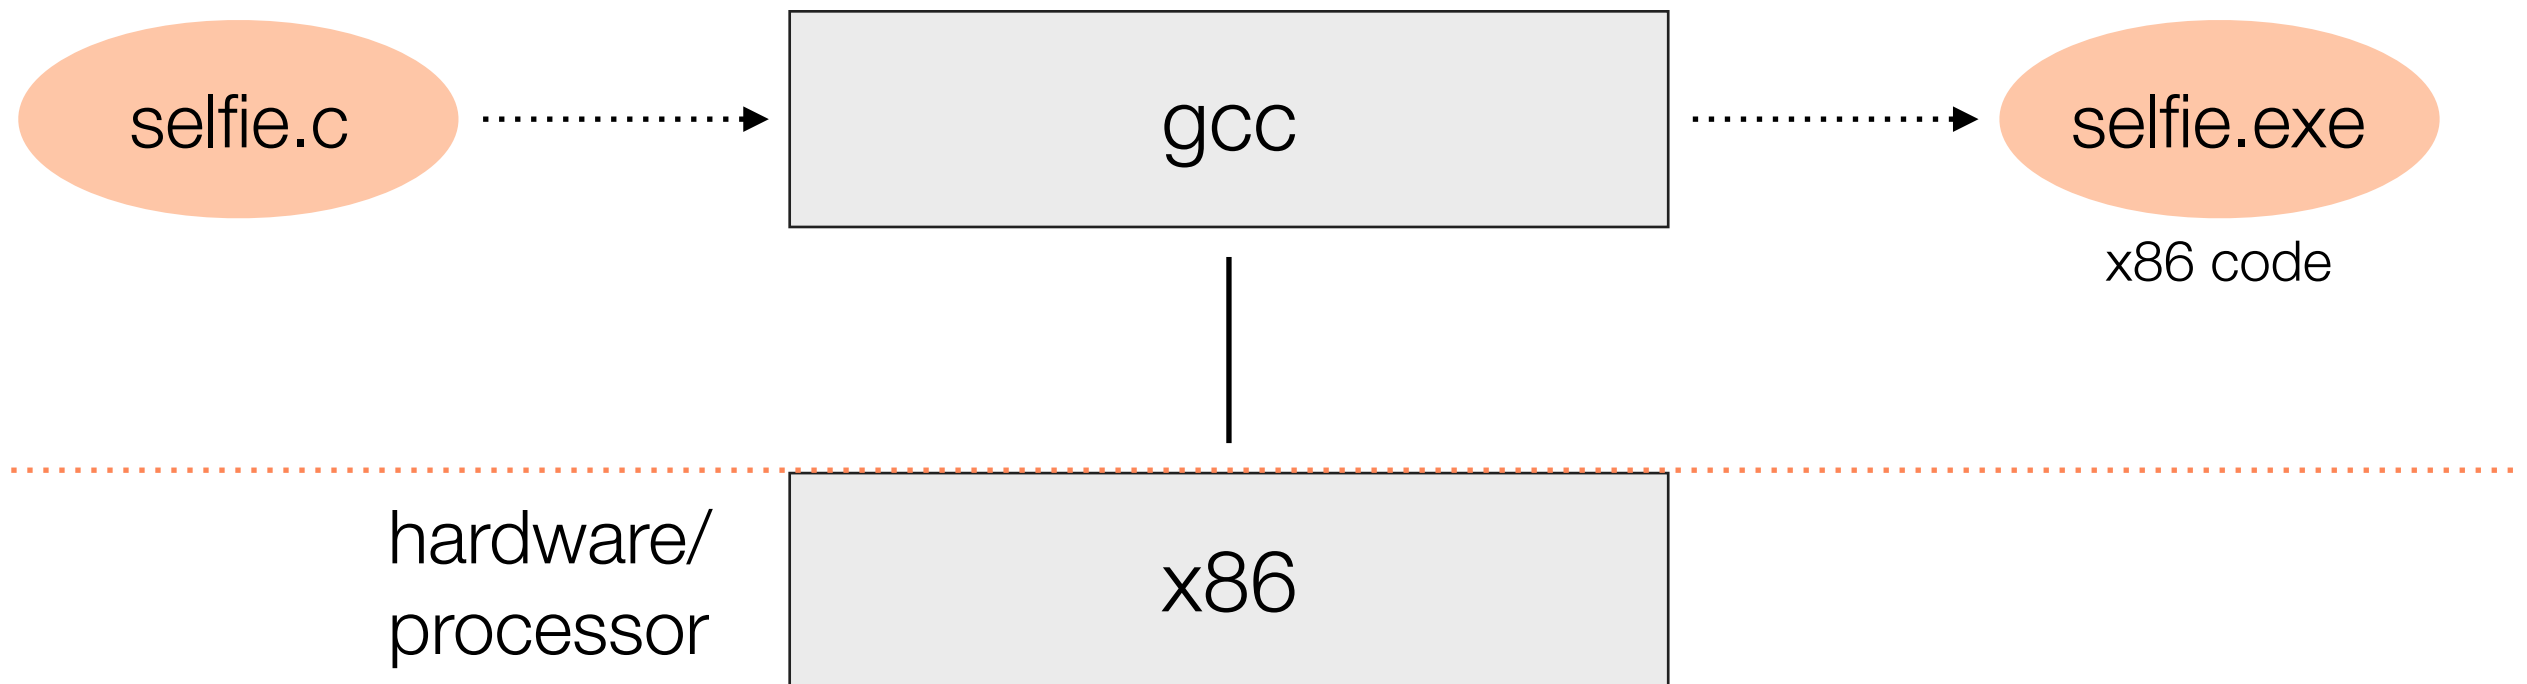 selfie.c
gcc
selfie.exe
x86 code
hardware/
processor
x86